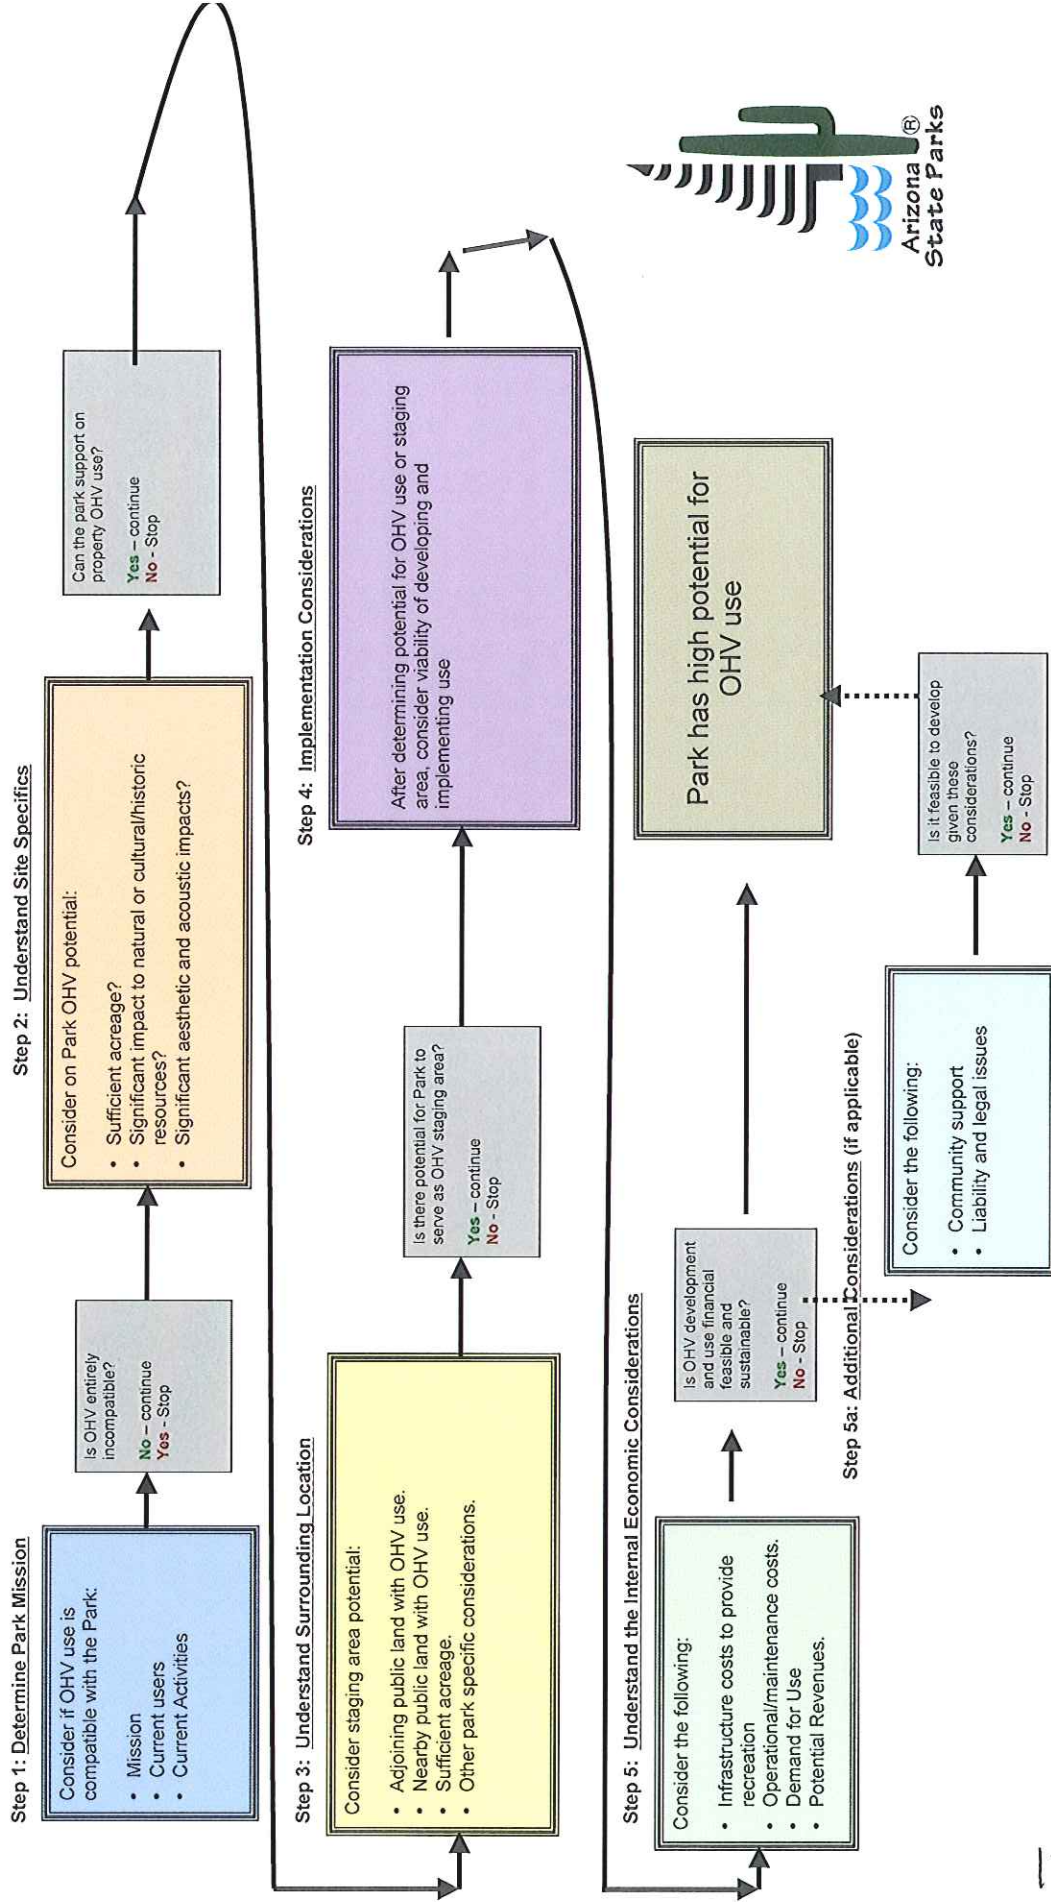 Step 1: Determine Park Mission
Consider if OHV use is
compatible with the Park:
• Mission
• Current users
• Current Activities
Is OHV entirely
incompatible?
No – continue
Yes - Stop
Step 2: Understand Site Specifics
Consider on Park OHV potential:
• Sufficient acreage?
• Significant impact to natural or cultural/historic
resources?
• Significant aesthetic and acoustic impacts?
Can the park support on
property OHV use?
Yes – continue
No - Stop
Step 3: Understand Surrounding Location
Consider staging area potential:
• Adjoining public land with OHV use.
• Nearby public land with OHV use.
• Sufficient acreage.
• Other park specific considerations.
Is there potential for Park to
serve as OHV staging area?
Yes – continue
No - Stop
Step 4: Implementation Considerations
After determining potential for OHV use or staging
area, consider viability of developing and
implementing use
Step 5: Understand the Internal Economic Considerations
Consider the following:
• Infrastructure costs to provide
recreation
• Operational/maintenance costs.
• Demand for Use
• Potential Revenues.
Is OHV development
and use financial
feasible and
sustainable?
Yes – continue
No - Stop
Step 5a: Additional Considerations (if applicable)
Consider the following:
• Community support
• Liability and legal issues
Is it feasible to develop
given these
considerations?
Yes – continue
No - Stop
Park has high potential for
OHV use
Arizona ®
State Parks